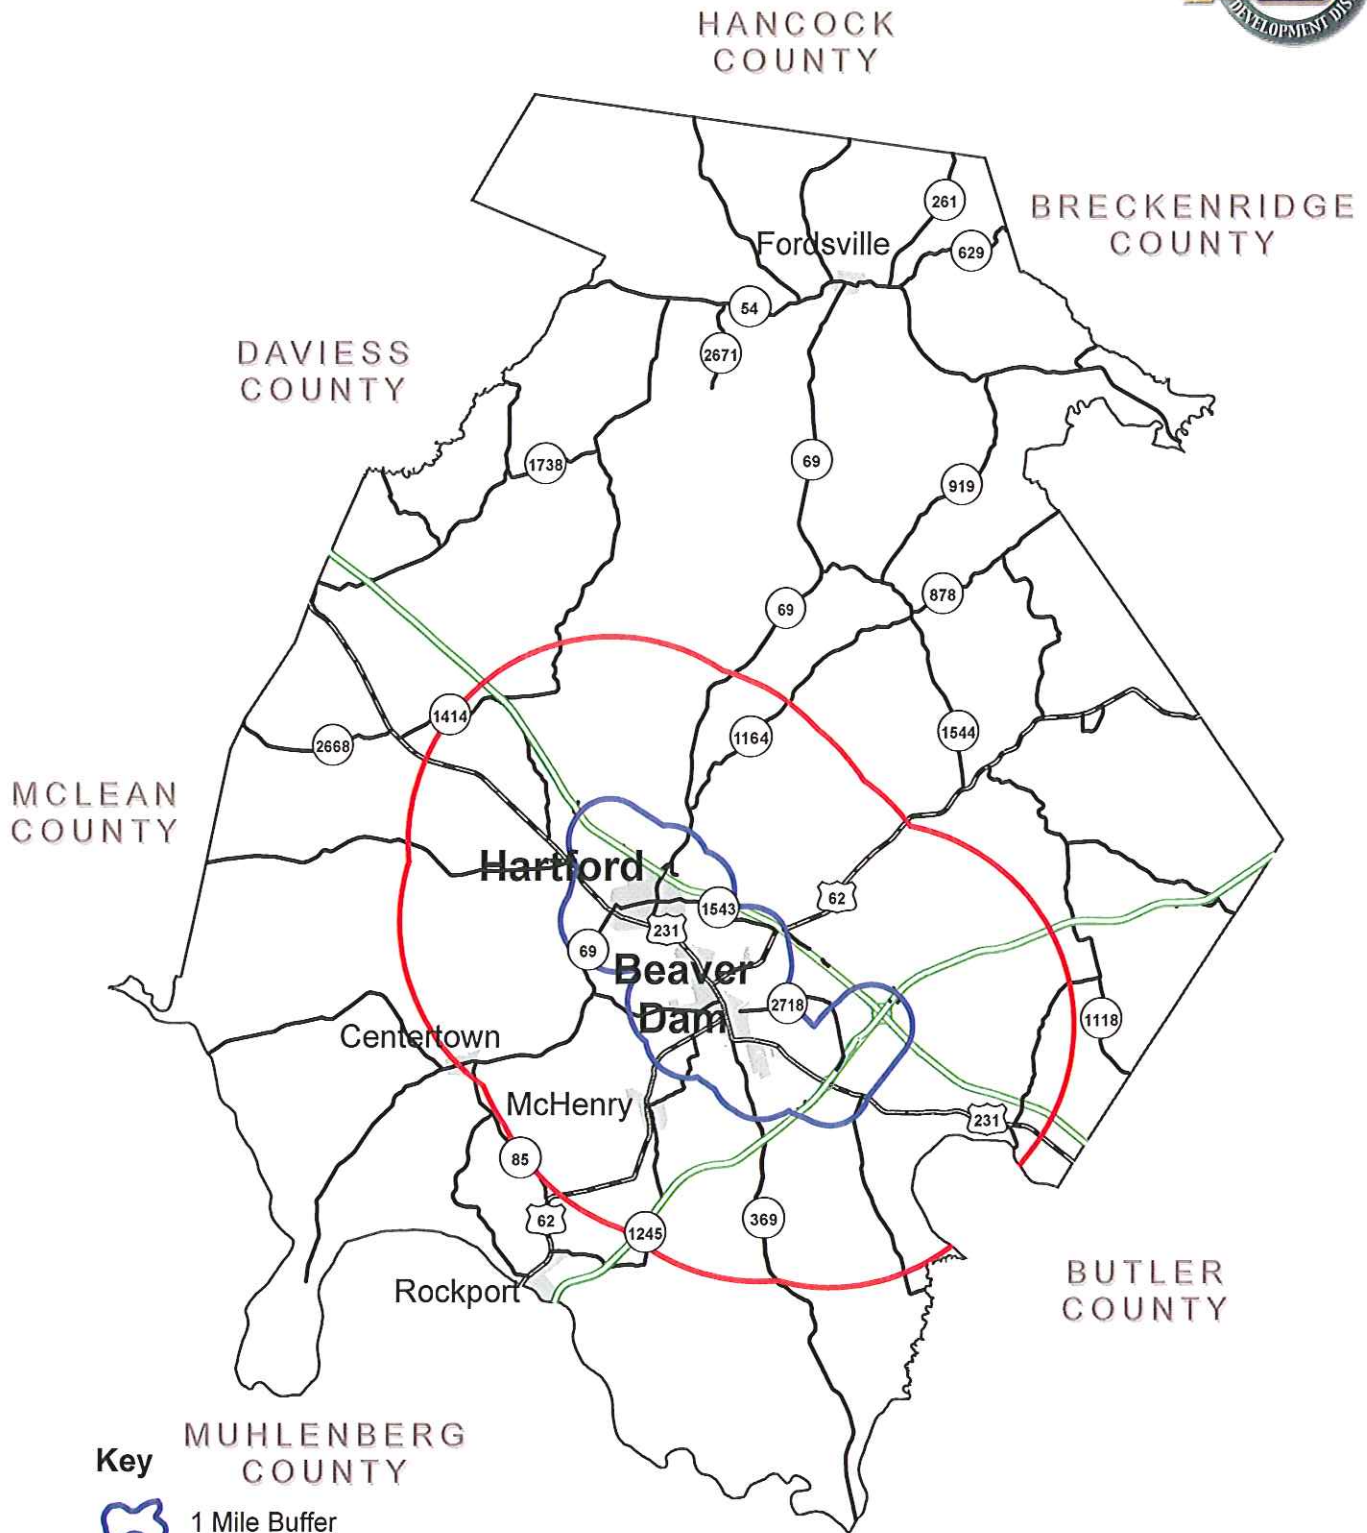 DEVELOPMENT DIS
HANCOCK
COUNTY
BRECKENRIDGE
COUNTY
261
Fordsville
629
54
2671
DAVIESS
COUNTY
1738
69
919
878
69
1414
2668
1164
1544
MCLEAN
COUNTY
Hartford
62
1543
231
69
Beaver
Dam
2718
1118
Centertown
McHenry
231
85
62
1245
369
Rockport
BUTLER
COUNTY
MUHLENBERG
COUNTY
Key
1 Mile Buffer